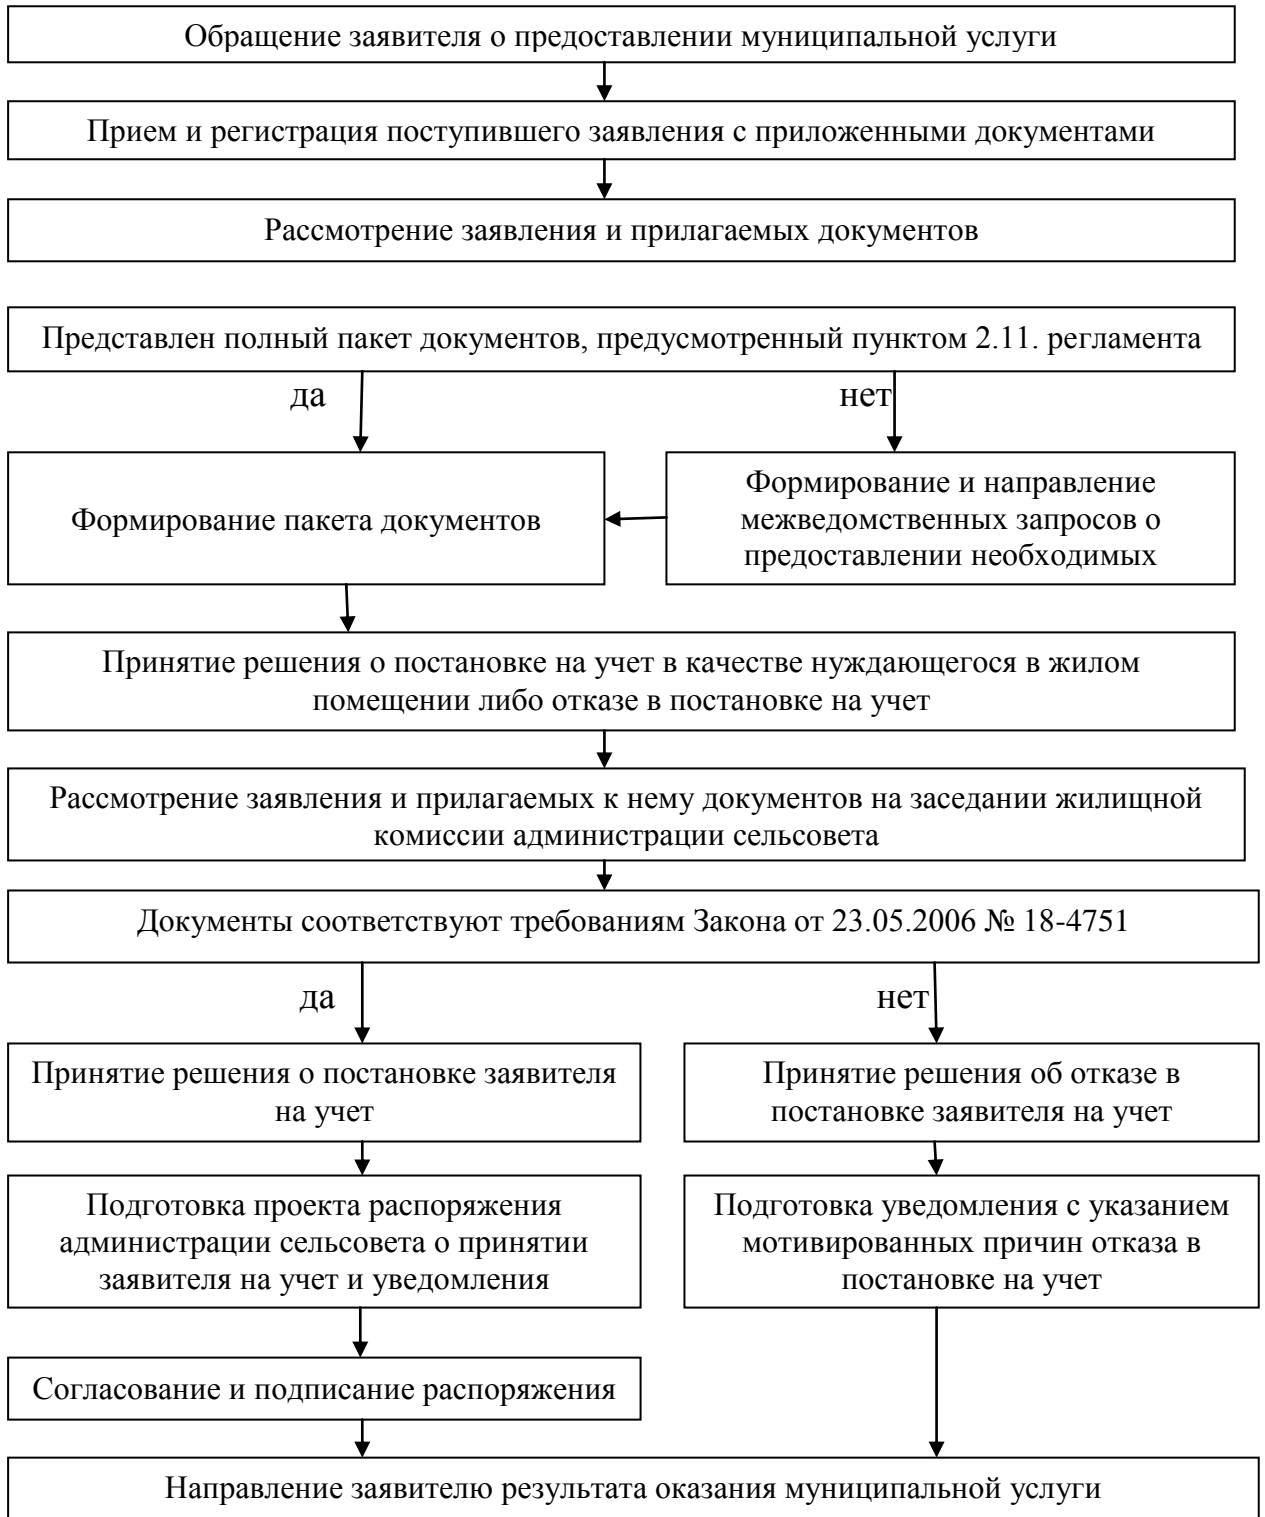 Обращение заявителя о предоставлении муниципальной услуги
Прием и регистрация поступившего заявления с приложенными документами
Рассмотрение заявления и прилагаемых документов
Представлен полный пакет документов, предусмотренный пунктом 2.11. регламента
да
нет
Формирование пакета документов
Формирование и направление
межведомственных запросов о
предоставлении необходимых
Принятие решения о постановке на учет в качестве нуждающегося в жилом
помещении либо отказе в постановке на учет
Рассмотрение заявления и прилагаемых к нему документов на заседании жилищной
комиссии администрации сельсовета
Документы соответствуют требованиям Закона от 23.05.2006 № 18-4751
да
нет
Принятие решения о постановке заявителя
на учет
Принятие решения об отказе в
постановке заявителя на учет
Подготовка проекта распоряжения
администрации сельсовета о принятии
заявителя на учет и уведомления
Подготовка уведомления с указанием
мотивированных причин отказа в
постановке на учет
Согласование и подписание распоряжения
Направление заявителю результата оказания муниципальной услуги